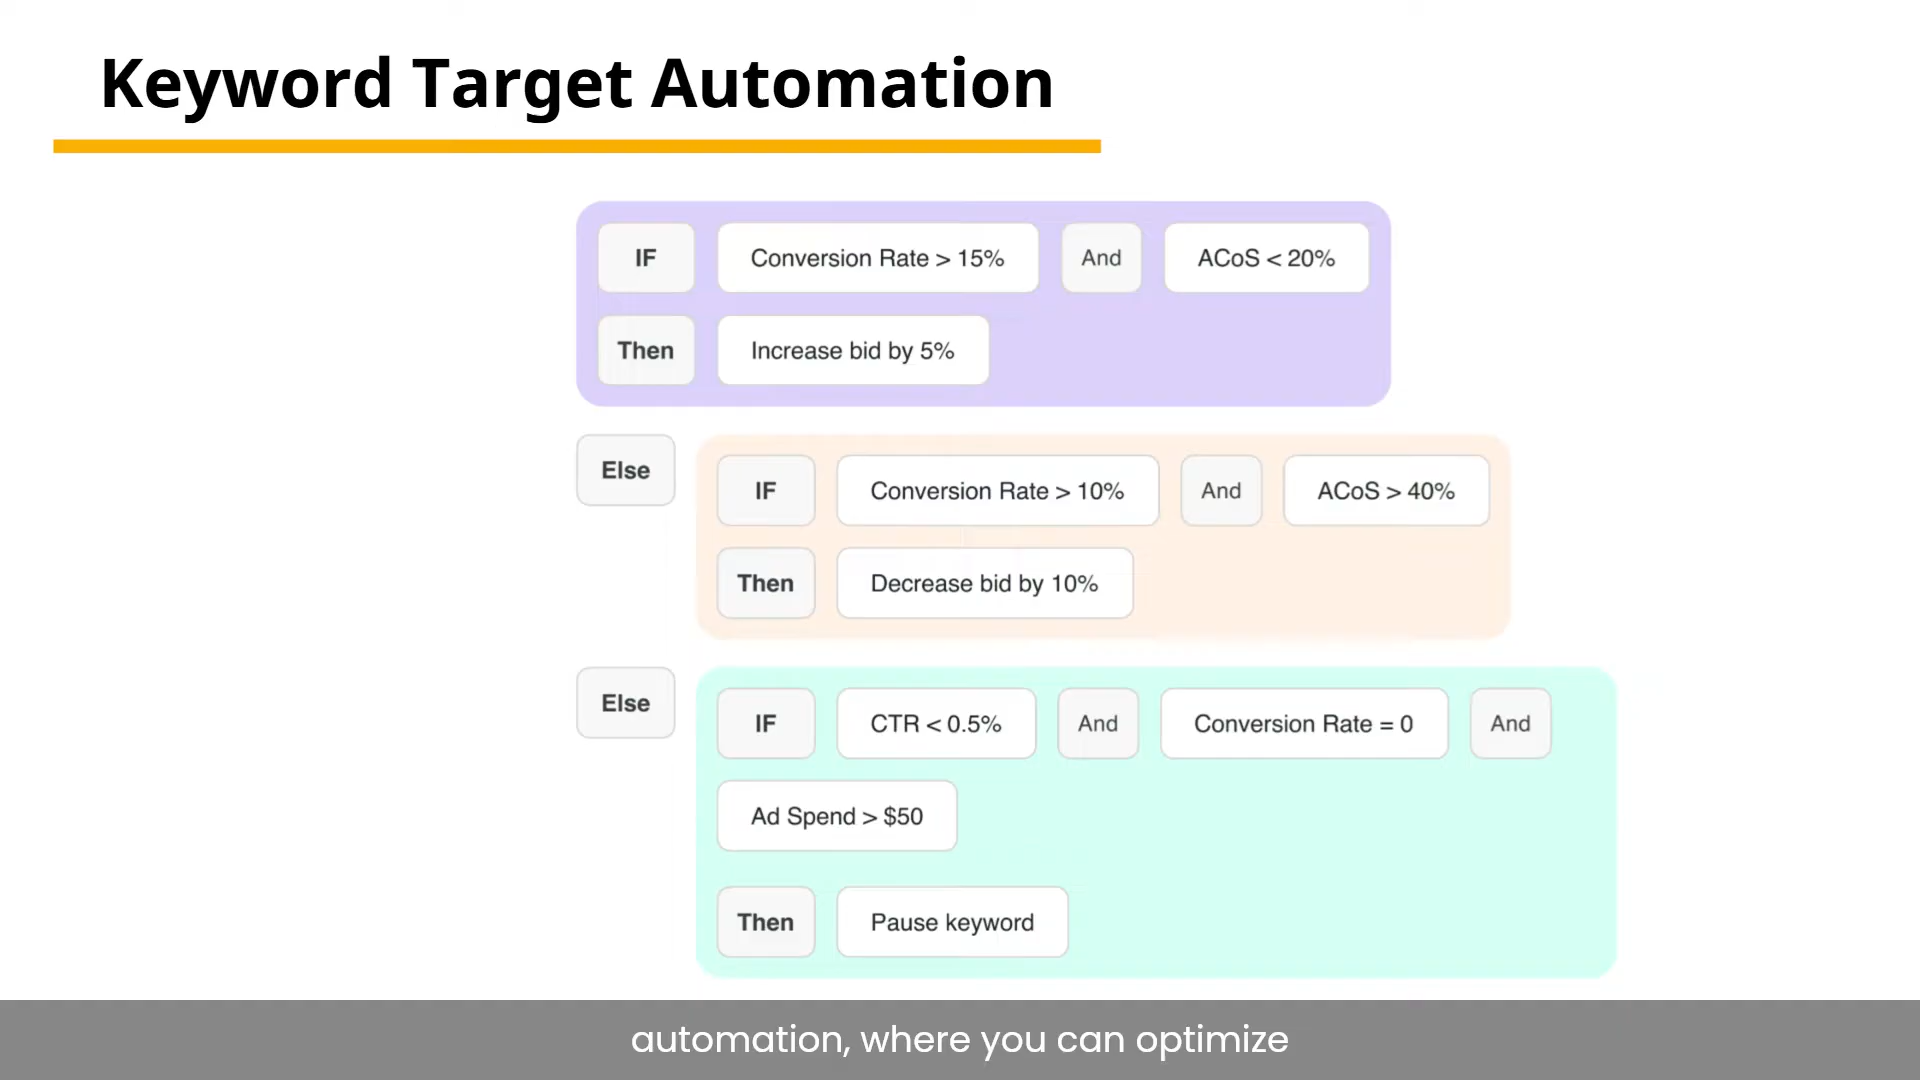 Keyword Target Automation
IF Conversion Rate > 15% And ACoS < 20%
Then Increase bid by 5%
Else
IF Conversion Rate > 10% And ACoS > 40%
Then Decrease bid by 10%
Else
IF CTR < 0.5% And Conversion Rate = 0 And
Ad Spend > $50
Then Pause keyword
automation, where you can optimize